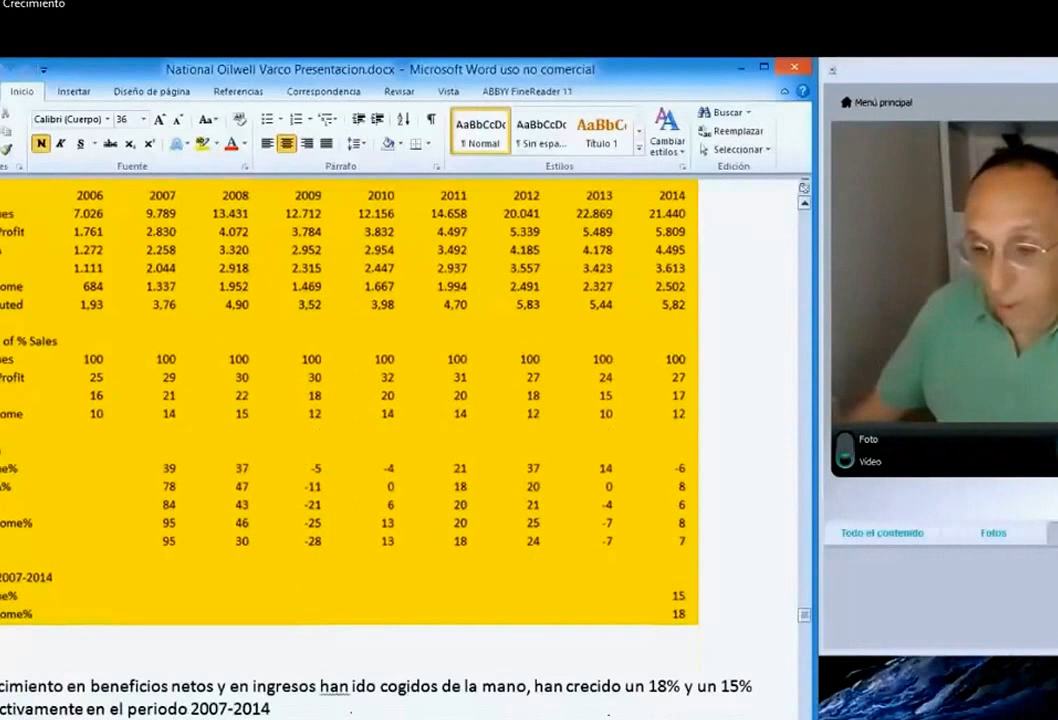 Crecimiento
National Oilwell Varco Presentacion.docx - Microsoft Word uso no comercial
Inicio Insertar Diseño de página Referencias Correspondencia Revisar Vista ABBYY FineReader 11
Menú principal
Calibri (Cuerpo) 36 Aa
AaBbCcDc AaBbCcDc AaBbC
Buscar
Reemplazar
N K S abc x₂ x²
¶ Normal ¶ Sin espa... Título 1
Cambiar estilos
Seleccionar
es Fuente Párrafo Estilos Edición
2006 2007 2008 2009 2010 2011 2012 2013 2014
es 7.026 9.789 13.431 12.712 12.156 14.658 20.041 22.869 21.440
rofit 1.761 2.830 4.072 3.784 3.832 4.497 5.339 5.489 5.809
1.272 2.258 3.320 2.952 2.954 3.492 4.185 4.178 4.495
1.111 2.044 2.918 2.315 2.447 2.937 3.557 3.423 3.613
ome 684 1.337 1.952 1.469 1.667 1.994 2.491 2.327 2.502
uted 1,93 3,76 4,90 3,52 3,98 4,70 5,83 5,44 5,82
of % Sales
es 100 100 100 100 100 100 100 100 100
rofit 25 29 30 30 32 31 27 24 27
16 21 22 18 20 20 18 15 17
ome 10 14 15 12 14 14 12 10 12
e% 39 37 -5 -4 21 37 14 -6
% 78 47 -11 0 18 20 0 8
84 43 -21 6 20 21 -4 6
ome% 95 46 -25 13 20 25 -7 8
95 30 -28 13 18 24 -7 7
2007-2014
e% 15
ome% 18
cimiento en beneficios netos y en ingresos han ido cogidos de la mano, han crecido un 18% y un 15%
ctivamente en el periodo 2007-2014
Foto
Vídeo
Todo el contenido Fotos